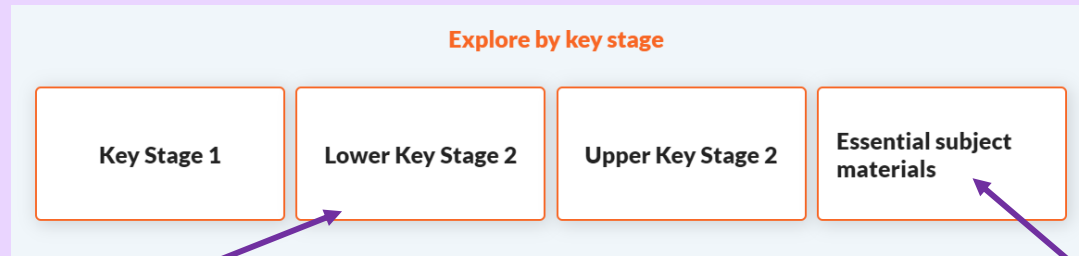 Explore by key stage
Key Stage 1
Lower Key Stage 2
Upper Key Stage 2
Essential subject
materials